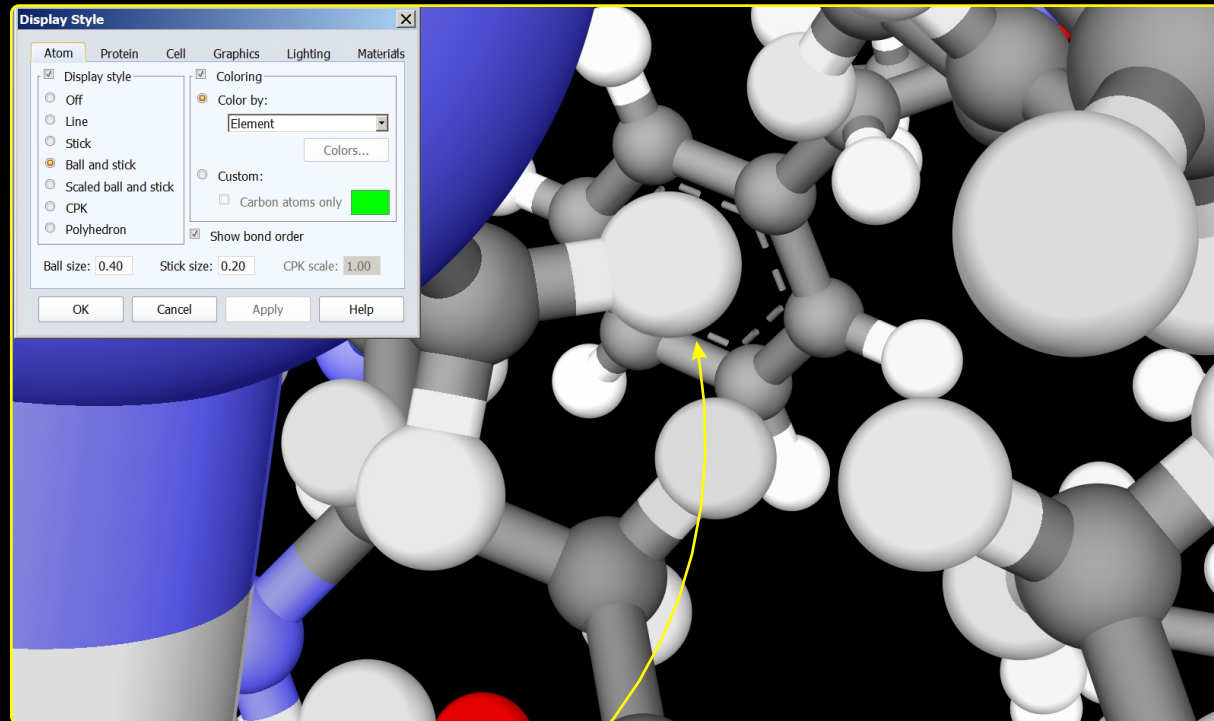 Display Style
Atom Protein Cell Graphics Lighting Materials
Display style
Off
Line
Stick
Ball and stick
Scaled ball and stick
CPK
Polyhedron
Coloring
Color by:
Element
Colors...
Custom:
Carbon atoms only
Show bond order
Ball size: 0.40 Stick size: 0.20 CPK scale: 1.00
OK Cancel Apply Help